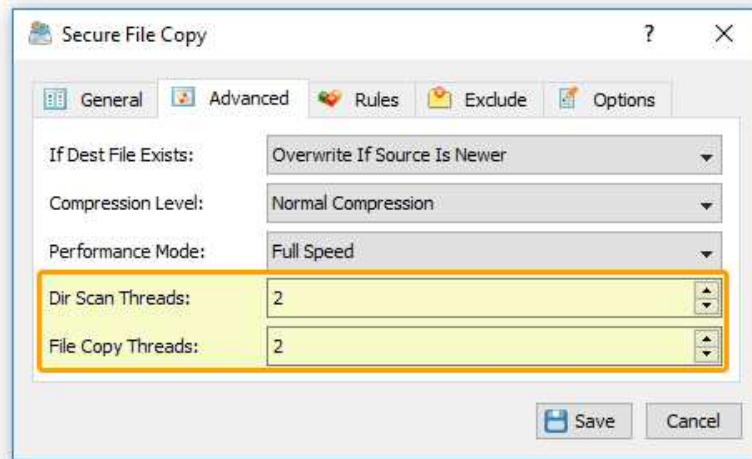 Secure File Copy ?
General Advanced Rules Exclude Options
If Dest File Exists: Overwrite If Source Is Newer
Compression Level: Normal Compression
Performance Mode: Full Speed
Dir Scan Threads: 2
File Copy Threads: 2
Save Cancel